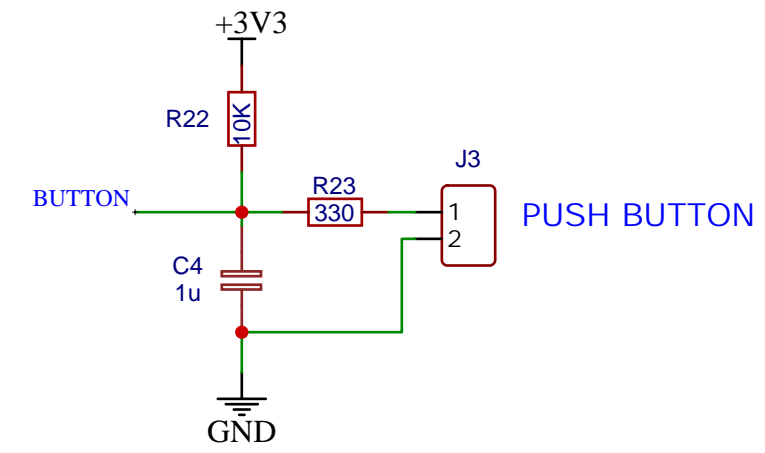 +3V3
R22
10K
J3
BUTTON
R23
330
1
PUSH BUTTON
2
C4
1u
GND